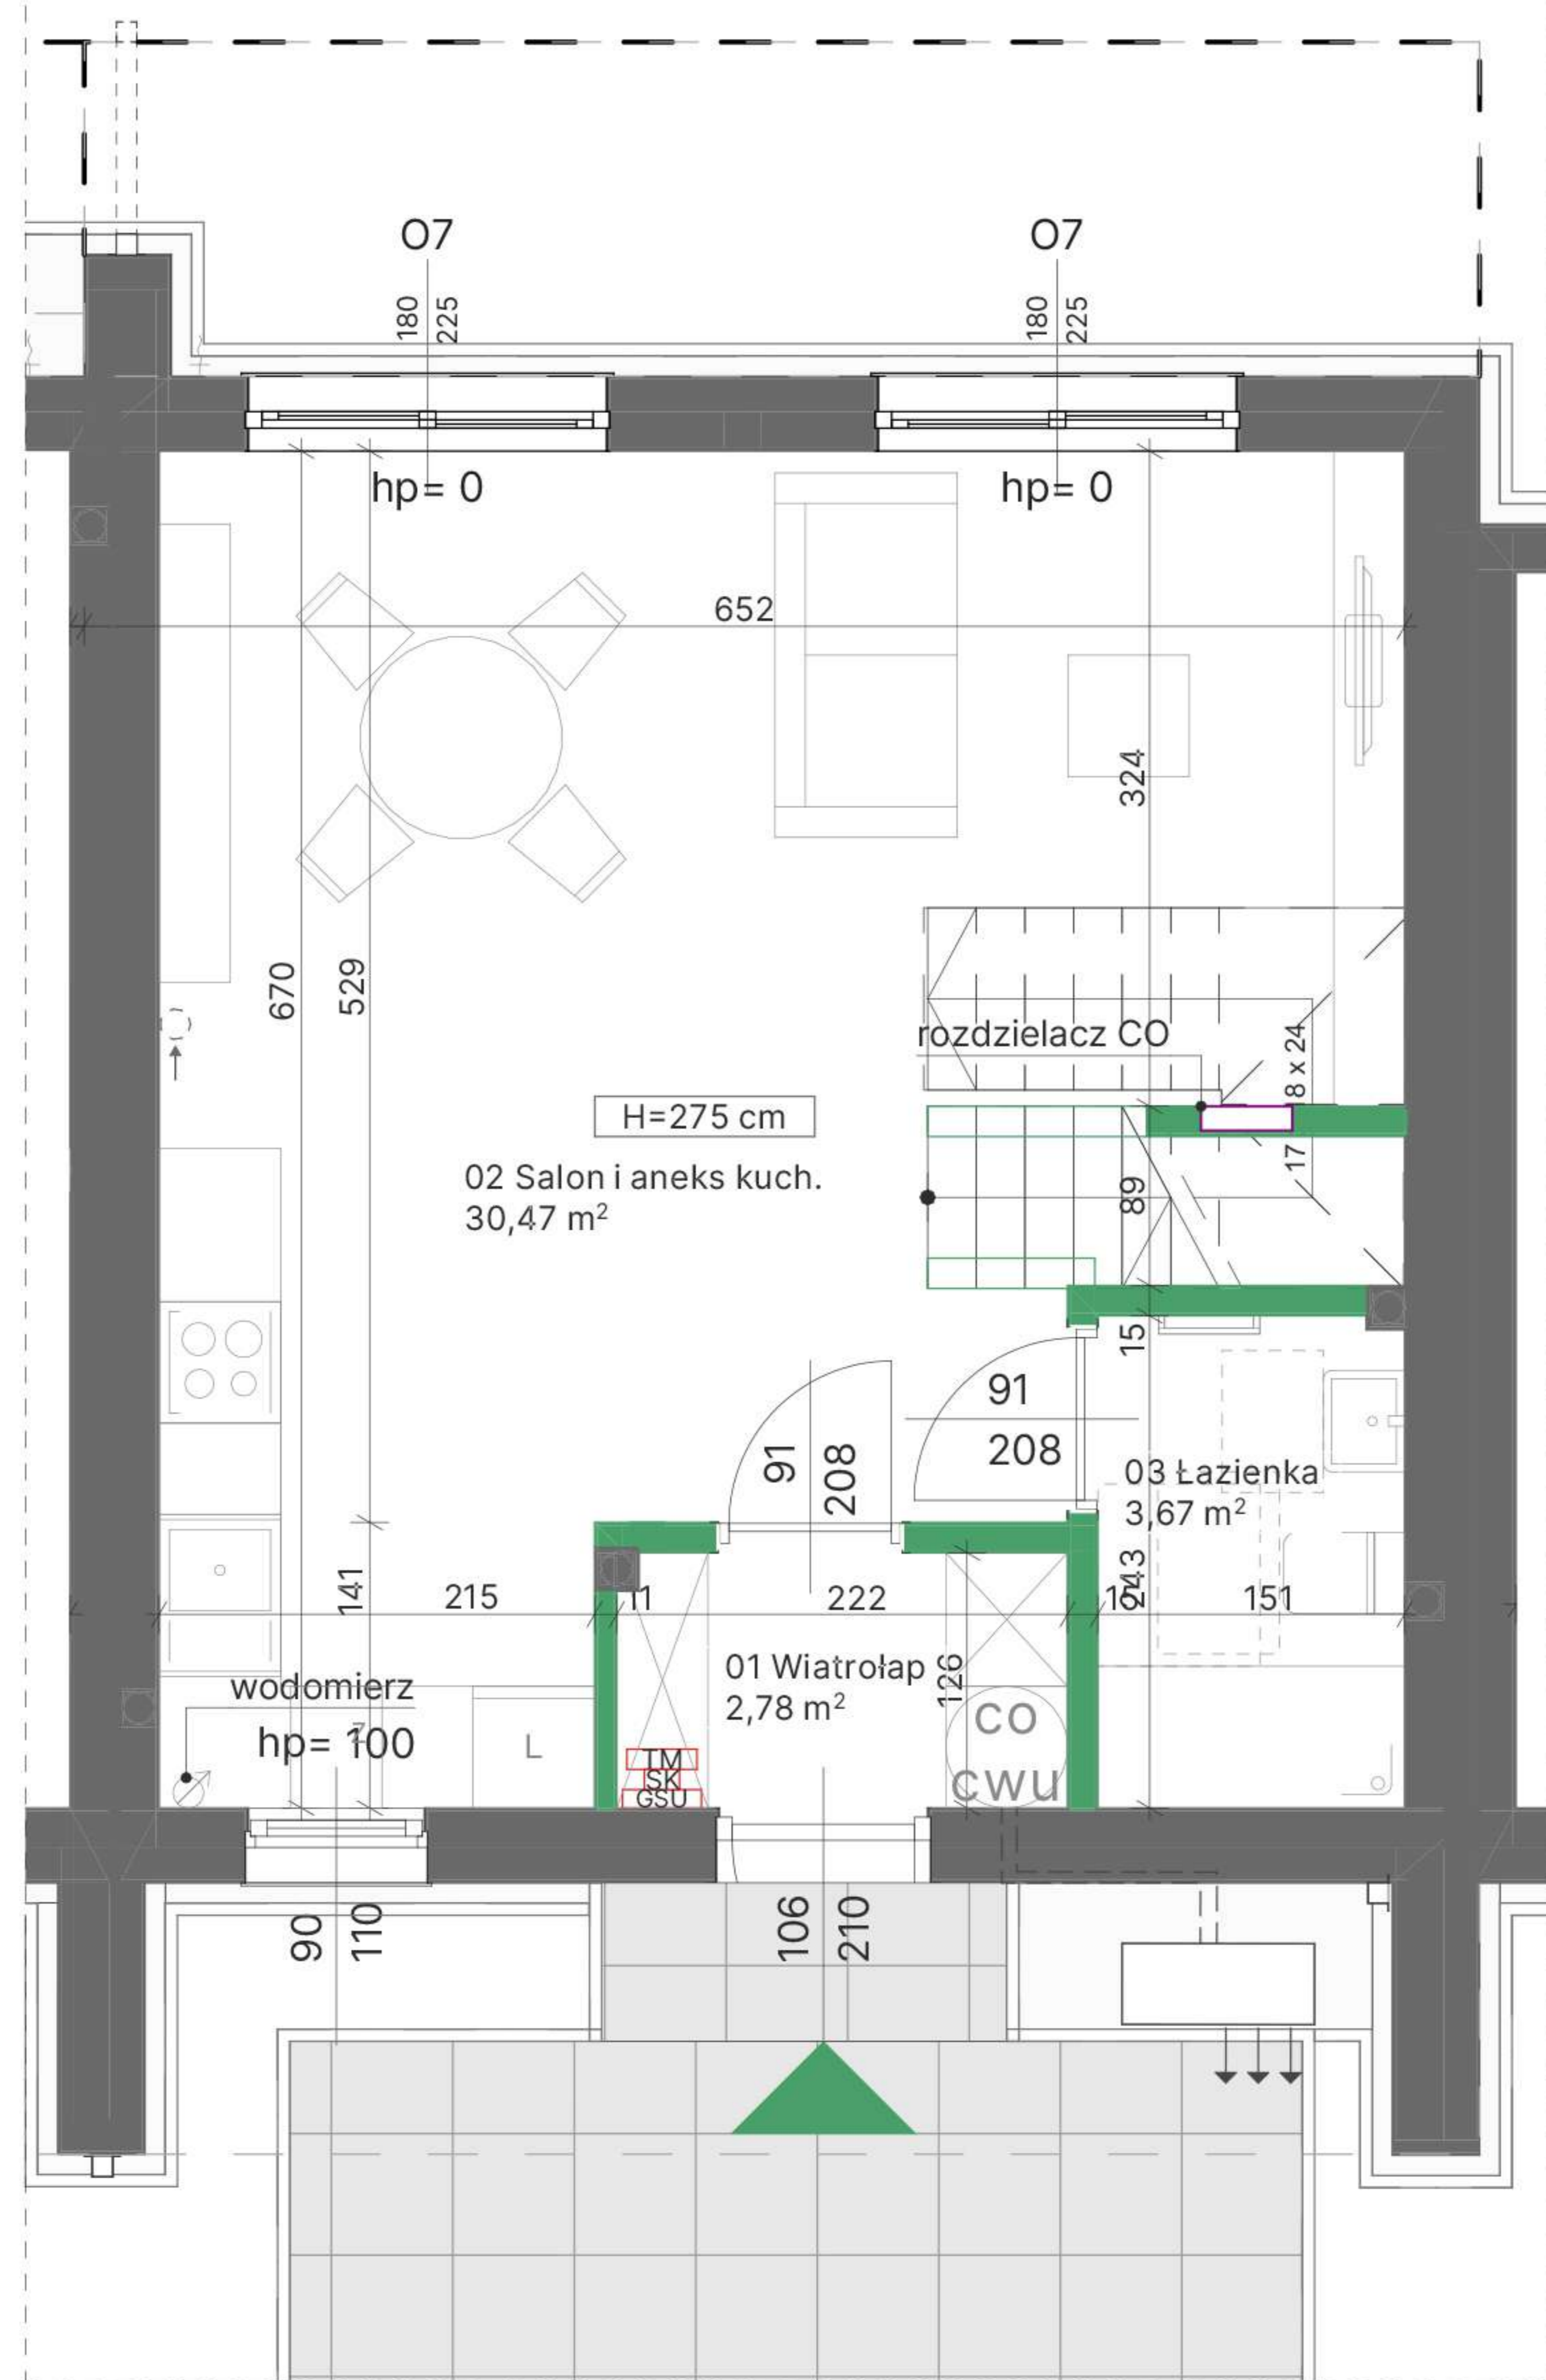 O7
O7
180
225
180
225
hp= 0
hp= 0
652
324
670
529
rozdzielacz CO
8 x 24
17
H=275 cm
02 Salon i aneks kuch.
30,47 m²
89
15
91
208
91
208
03 Łazienka
3,67 m²
243
141
215
11
222
151
01 Wiatrołap
2,78 m²
126
wodomierz
Z
hp= 100
L
TM
SK
GSU
CO
CWU
90
110
106
210